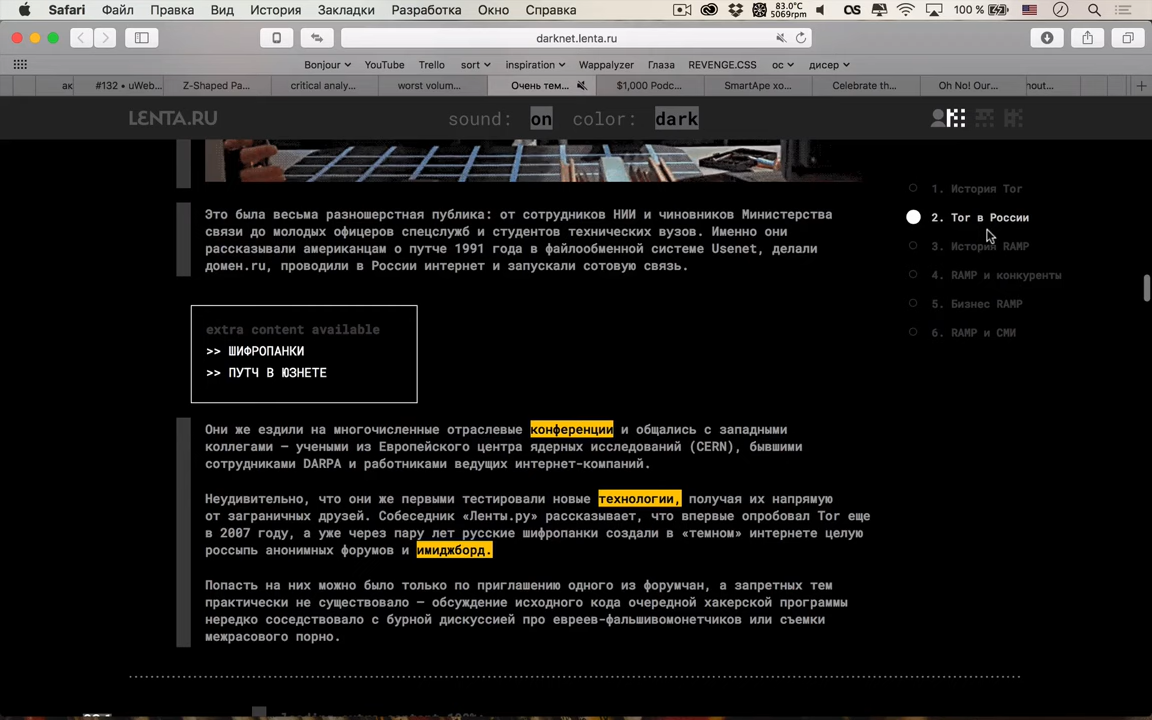 Safari Файл Правка Вид История Закладки Разработка Окно Справка 83.0°C 5069rpm 100 %
darknet.lenta.ru
Bonjour YouTube Trello sort inspiration Wappalyzer Глаза REVENGE.CSS ос дисер
ак #132 • uWeb... Z-Shaped Pa... critical analy... worst volum... Очень тем... $1,000 Podc... SmartApe хо... Celebrate th... Oh No! Our... hout...
LENTA.RU sound: on color: dark
1. История Tor
2. Tor в России
3. История RAMP
4. RAMP и конкуренты
5. Бизнес RAMP
6. RAMP и СМИ
Это была весьма разношерстная публика: от сотрудников НИИ и чиновников Министерства
связи до молодых офицеров спецслужб и студентов технических вузов. Именно они
рассказывали американцам о путче 1991 года в файлообменной системе Usenet, делали
домен.ru, проводили в России интернет и запускали сотовую связь.
extra content available
>> ШИФРОПАНКИ
>> ПУТЧ В ЮЗНЕТЕ
Они же ездили на многочисленные отраслевые конференции и общались с западными
коллегами — учеными из Европейского центра ядерных исследований (CERN), бывшими
сотрудниками DARPA и работниками ведущих интернет-компаний.
Неудивительно, что они же первыми тестировали новые технологии, получая их напрямую
от заграничных друзей. Собеседник «Ленты.ру» рассказывает, что впервые опробовал Tor еще
в 2007 году, а уже через пару лет русские шифропанки создали в «темном» интернете целую
россыпь анонимных форумов и имиджборд.
Попасть на них можно было только по приглашению одного из форумчан, а запретных тем
практически не существовало — обсуждение исходного кода очередной хакерской программы
нередко соседствовало с бурной дискуссией про евреев-фальшивомонетчиков или съемки
межрасового порно.